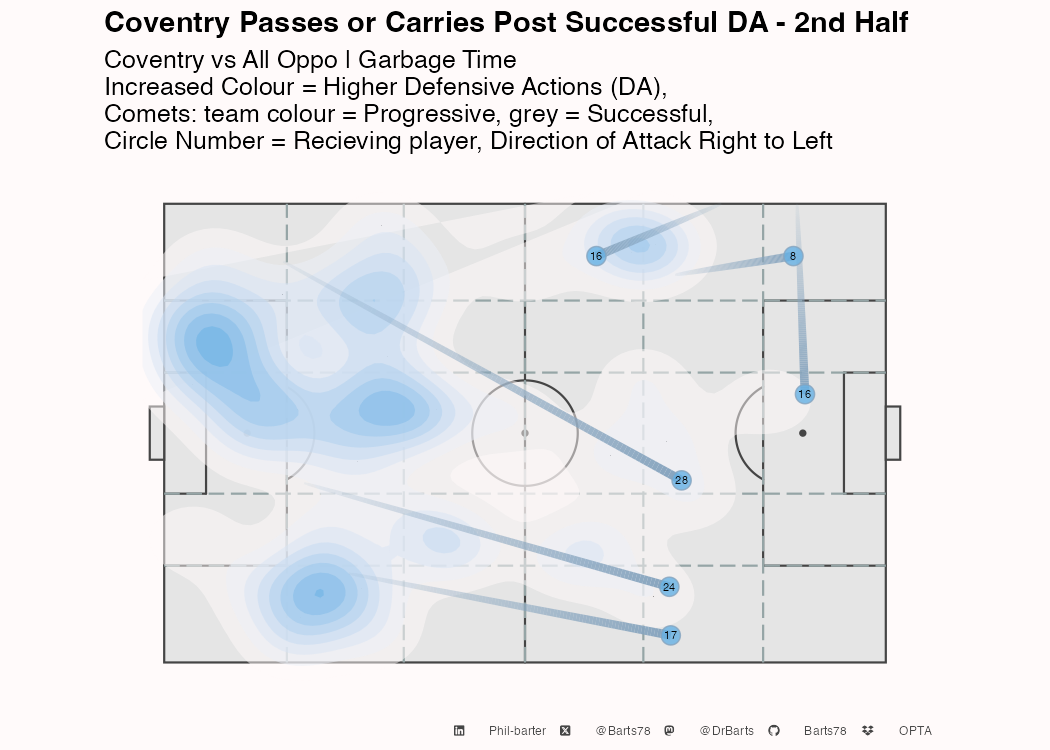 Coventry Passes or Carries Post Successful DA - 2nd Half
Coventry vs All Oppo | Garbage Time
Increased Colour = Higher Defensive Actions (DA),
Comets: team colour = Progressive, grey = Successful,
Circle Number = Recieving player, Direction of Attack Right to Left
16
8
16
28
24
17
Phil-barter @Barts78 @DrBarts Barts78 OPTA